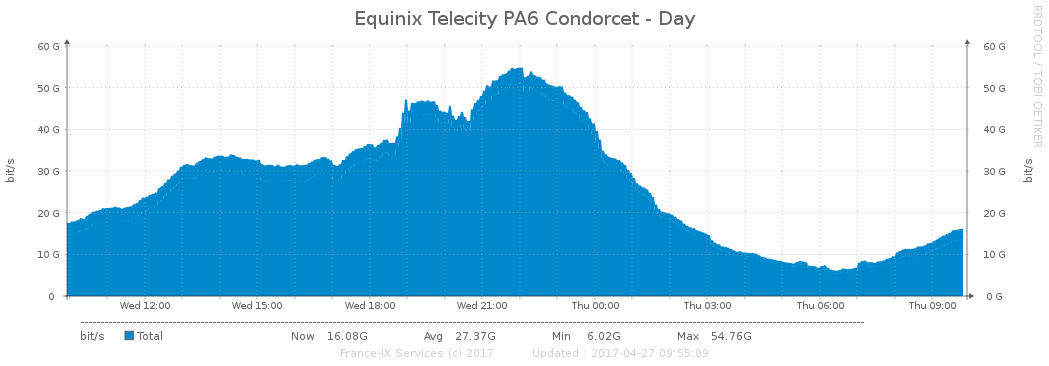 Equinix Telecity PA6 Condorcet - Day
RRDTOOL / TOBI OETIKER
60 G 60 G
50 G 50 G
40 G 40 G
30 G 30 G
20 G 20 G
10 G 10 G
0 0 G
bit/s bit/s
Wed 12:00 Wed 15:00 Wed 18:00 Wed 21:00 Thu 00:00 Thu 03:00 Thu 06:00 Thu 09:00
bit/s Total Now 16.08G Avg 27.37G Min 6.02G Max 54.76G
France-IX Services (c) 2017 Updated : 2017-04-27 09:55:09